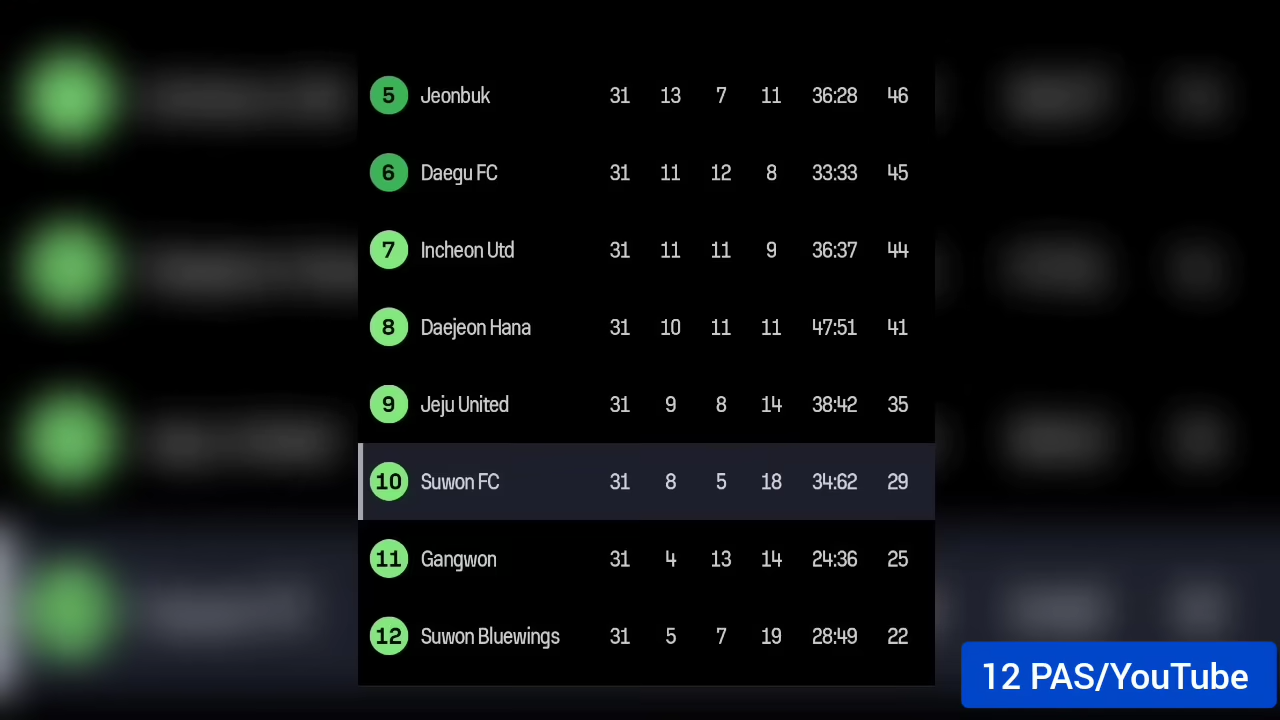 5 Jeonbuk 31 13 7 11 36:28 46
6 Daegu FC 31 11 12 8 33:33 45
7 Incheon Utd 31 11 11 9 36:37 44
8 Daejeon Hana 31 10 11 11 47:51 41
9 Jeju United 31 9 8 14 38:42 35
10 Suwon FC 31 8 5 18 34:62 29
11 Gangwon 31 4 13 14 24:36 25
12 Suwon Bluewings 31 5 7 19 28:49 22
12 PAS/YouTube